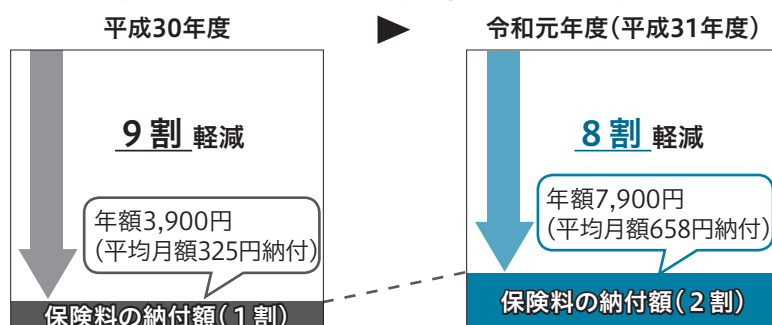 平成30年度
▶
令和元年度(平成31年度)
9割 軽減
年額3,900円
(平均月額325円納付)
保険料の納付額(1割)
8割 軽減
年額7,900円
(平均月額658円納付)
保険料の納付額(2割)